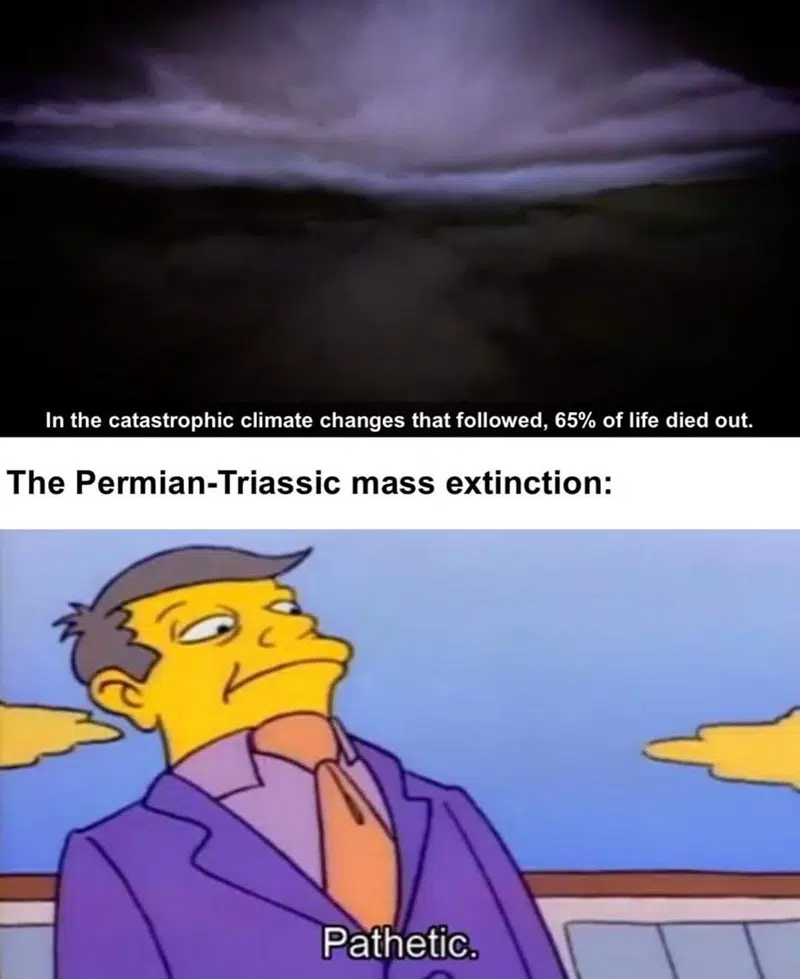 In the catastrophic climate changes that followed, 65% of life died out.
The Permian-Triassic mass extinction:
Pathetic.